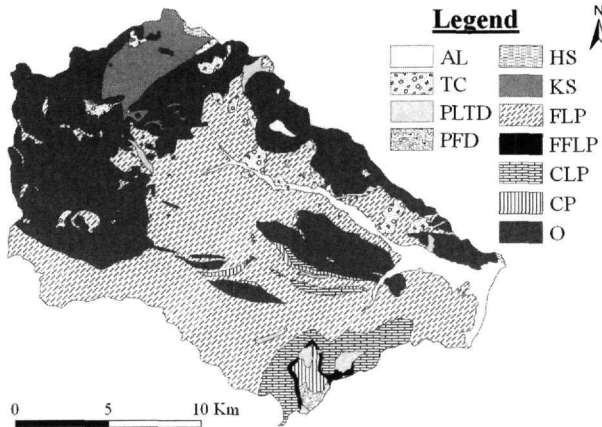 Legend
N
AL
TC
PLTD
PFD
HS
KS
FLP
FFLP
CLP
CP
O
0 5 10 Km